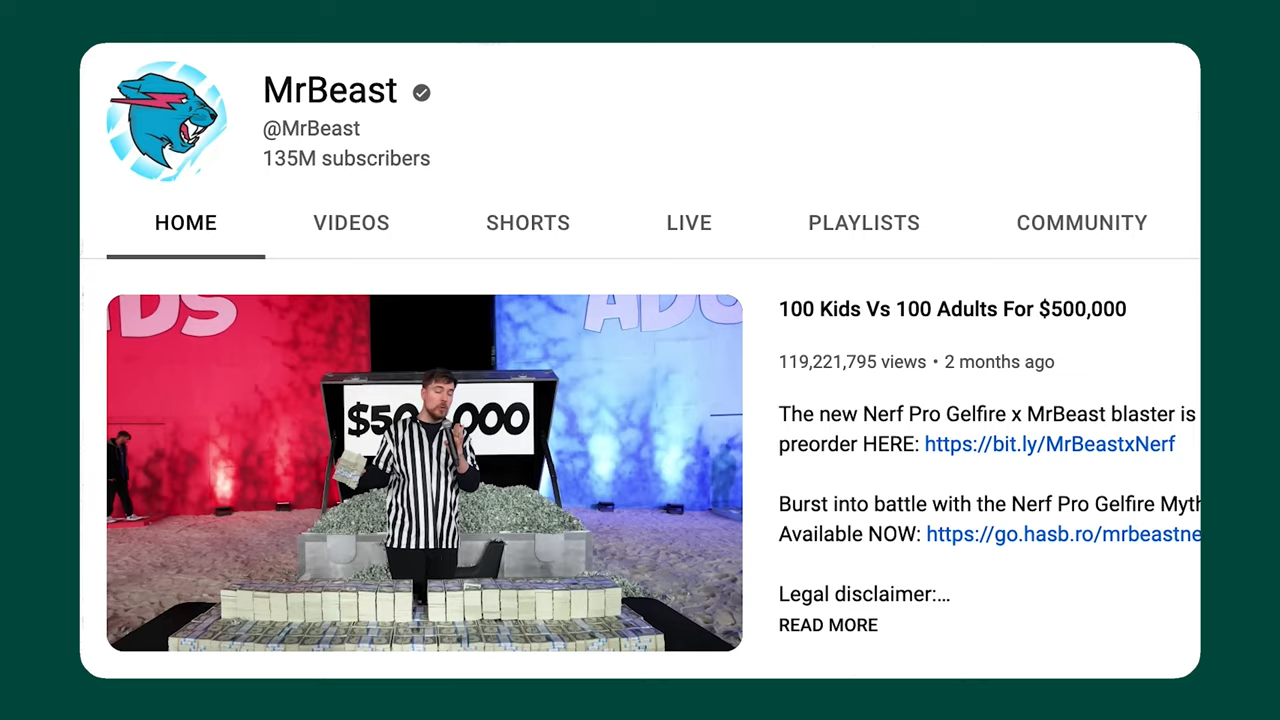 MrBeast
@MrBeast
135M subscribers
HOME VIDEOS SHORTS LIVE PLAYLISTS COMMUNITY
100 Kids Vs 100 Adults For $500,000
119,221,795 views • 2 months ago
The new Nerf Pro Gelfire x MrBeast blaster is
preorder HERE: https://bit.ly/MrBeastxNerf
Burst into battle with the Nerf Pro Gelfire Myth
Available NOW: https://go.hasb.ro/mrbeastne
Legal disclaimer:…
READ MORE